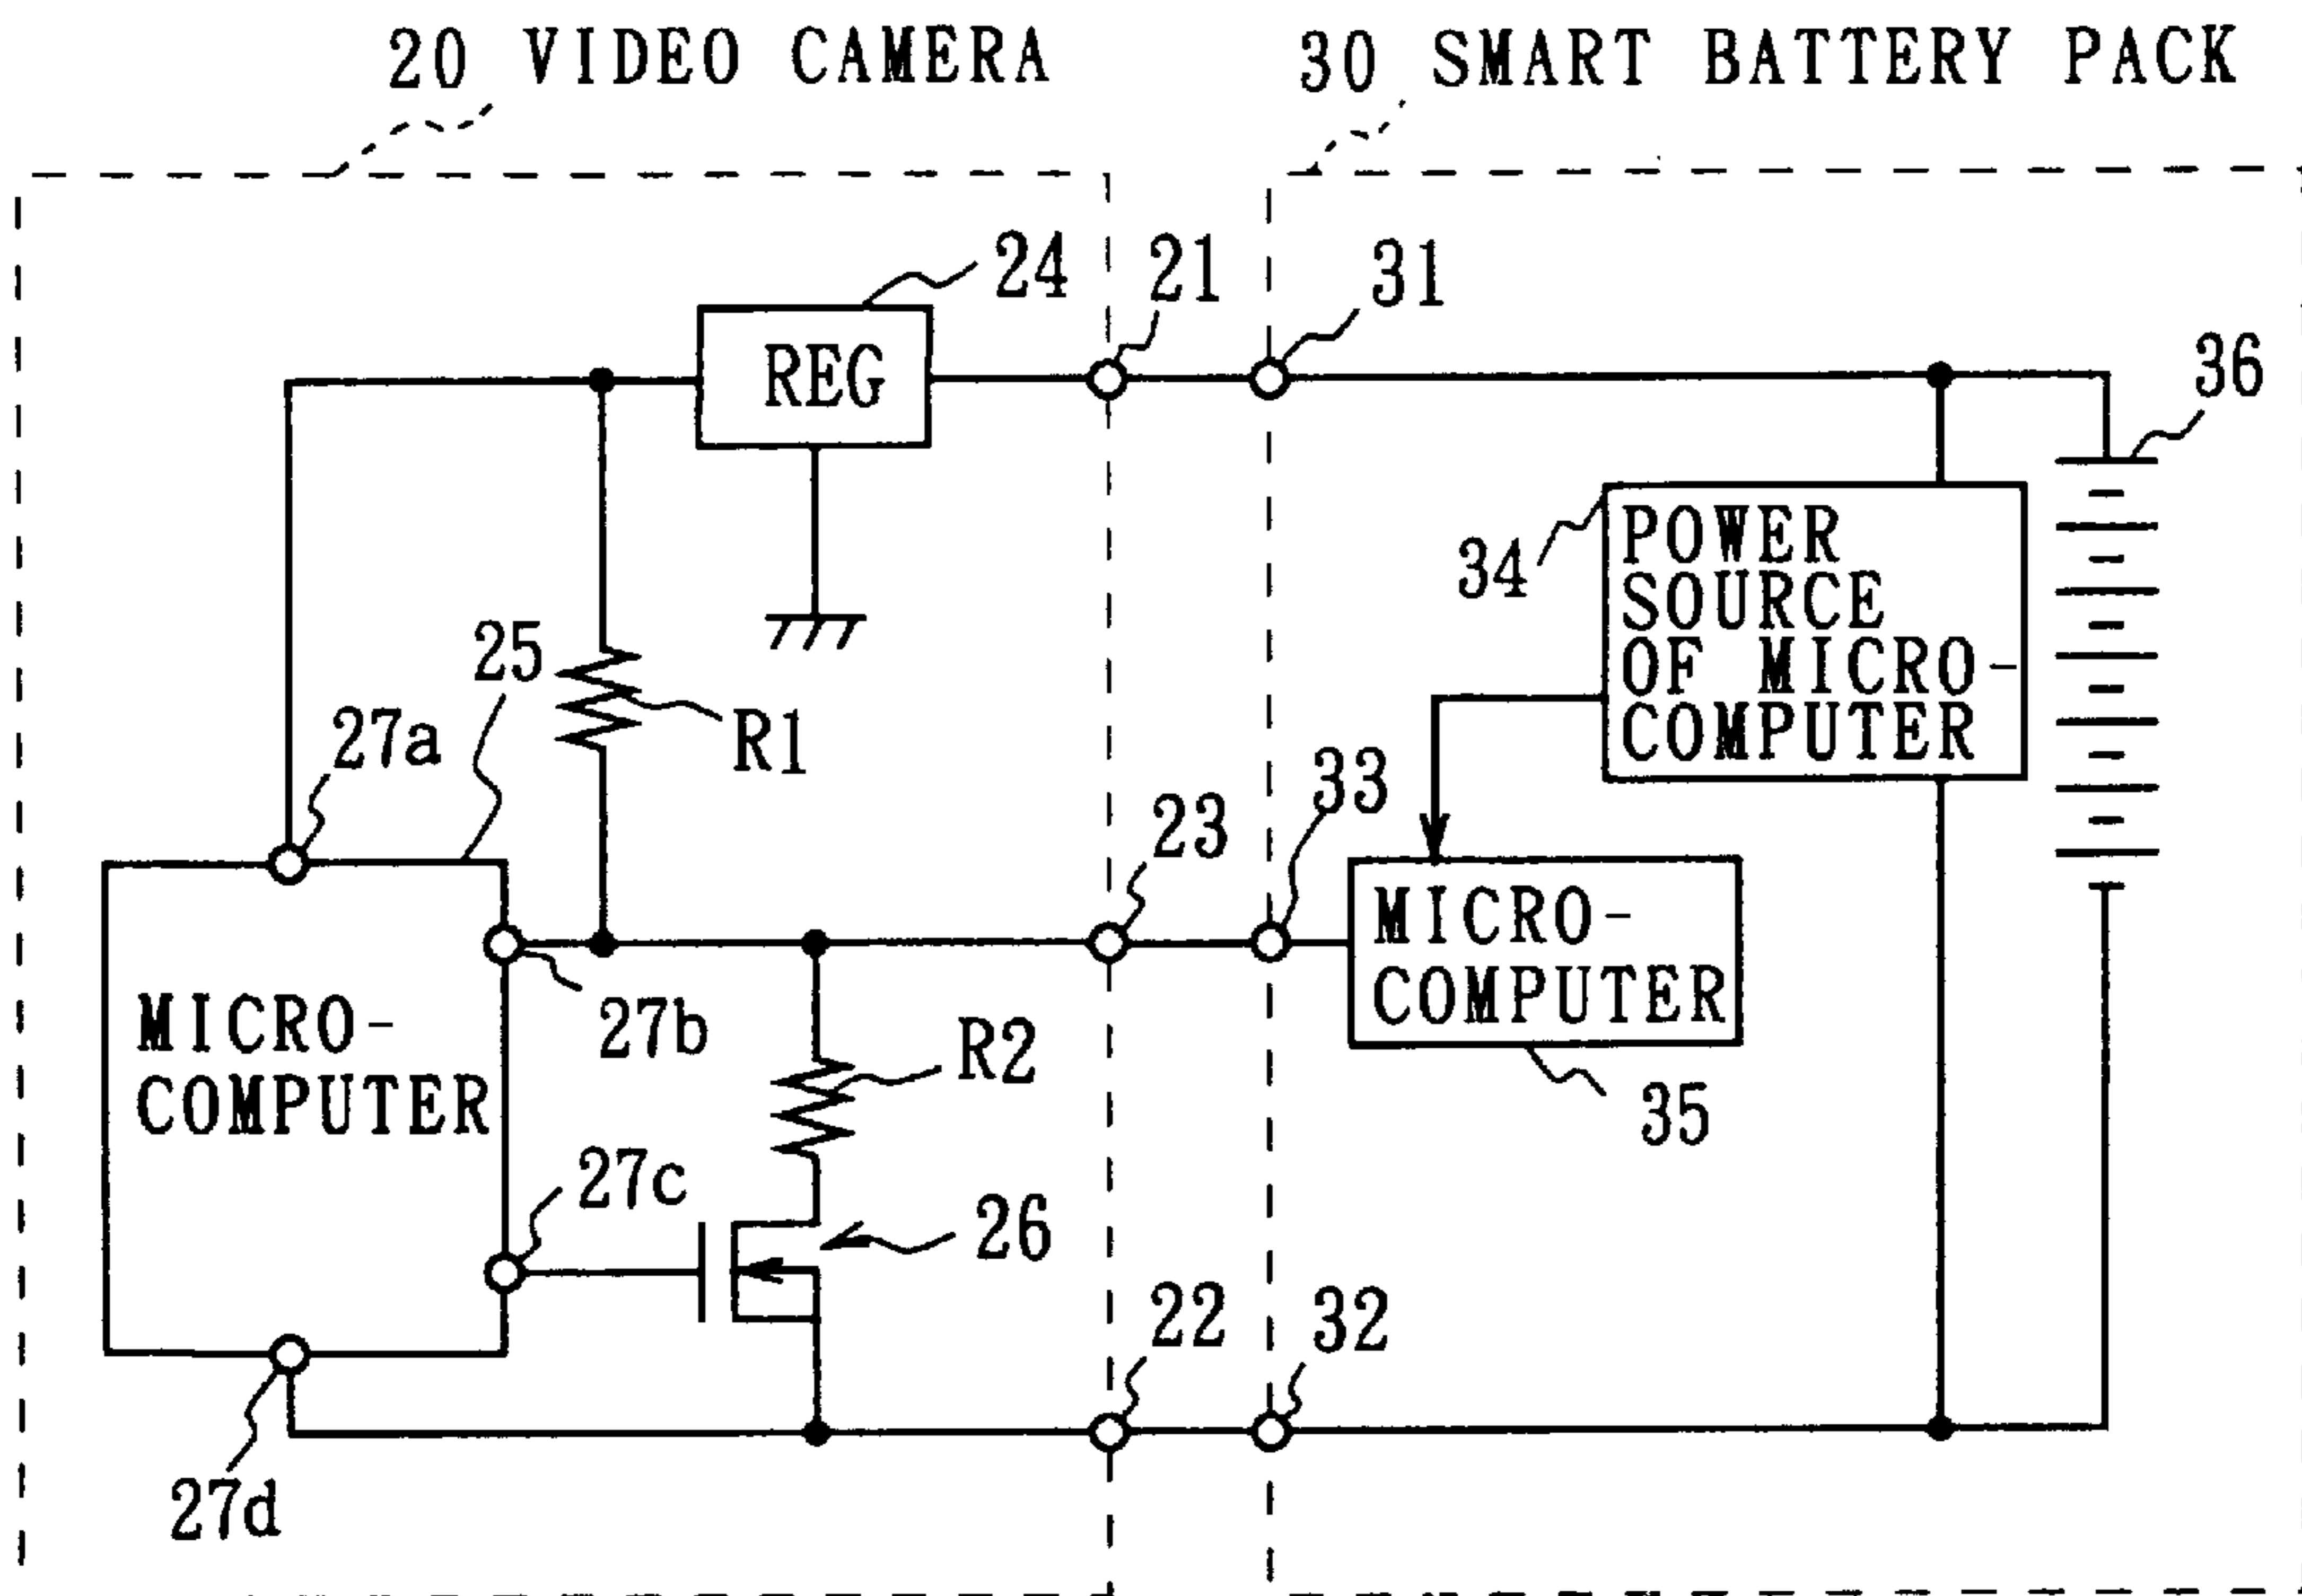 20 VIDEO CAMERA
30 SMART BATTERY PACK
24
21
31
REG
36
34
POWER
SOURCE
OF MICRO-
COMPUTER
25
R1
27a
23
33
MICRO-
COMPUTER
27b
MICRO-
COMPUTER
R2
35
27c
26
22
32
27d